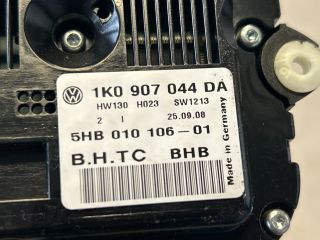 1K0 907 044 DA
HW130 H023 SW1213
2 I 25.09.08
5HB 010 106-01
B.H.TC BHB
Made in Germany